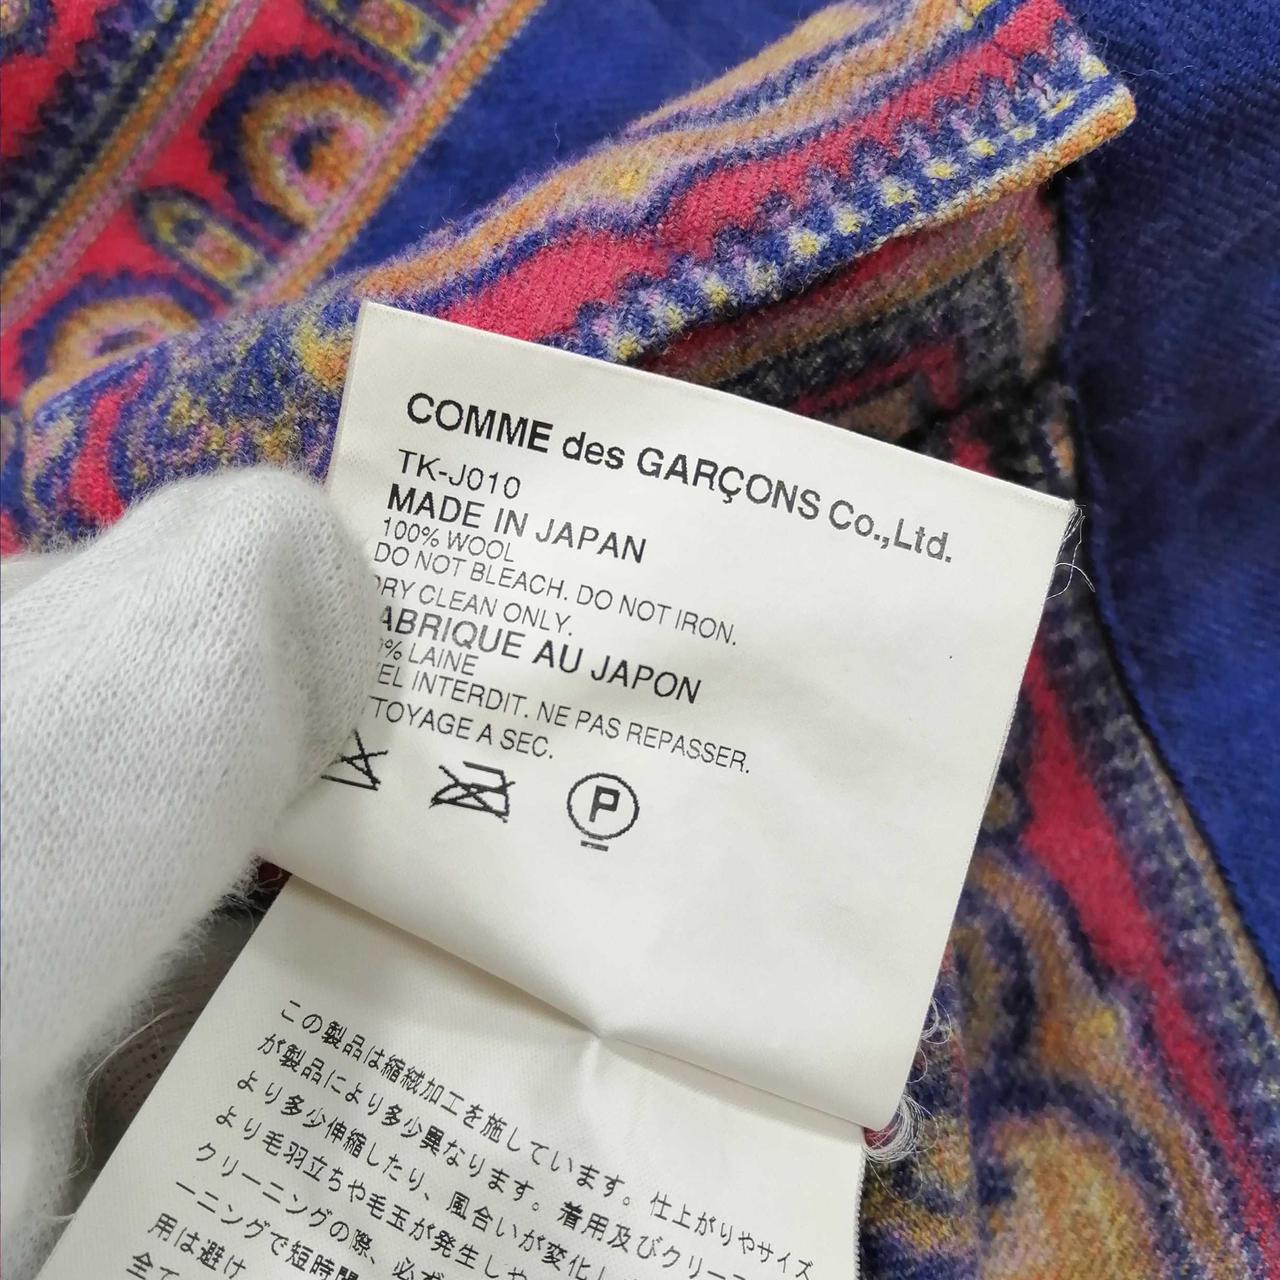 COMME des GARÇONS Co.,Ltd.
TK-J010
MADE IN JAPAN
100% WOOL
DO NOT BLEACH. DO NOT IRON.
DRY CLEAN ONLY.
ABRIQUE AU JAPON
% LAINE
EL INTERDIT. NE PAS REPASSER.
TOYAGE A SEC.
P
この製品は縮絨加工を施しています。仕上がりやサイズ
が製品により多少異なります。着用及びクリーニ
より多少伸縮したり、風合いが変化し
より毛羽立ちや毛玉が発生しや
クリーニングの際、必ず
ーニングで短時間
用は避け
全て